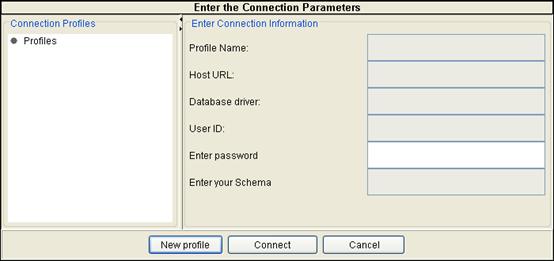 Enter the Connection Parameters
Connection Profiles
Profiles
Enter Connection Information
Profile Name:
Host URL:
Database driver:
User ID:
Enter password
Enter your Schema
New profile
Connect
Cancel